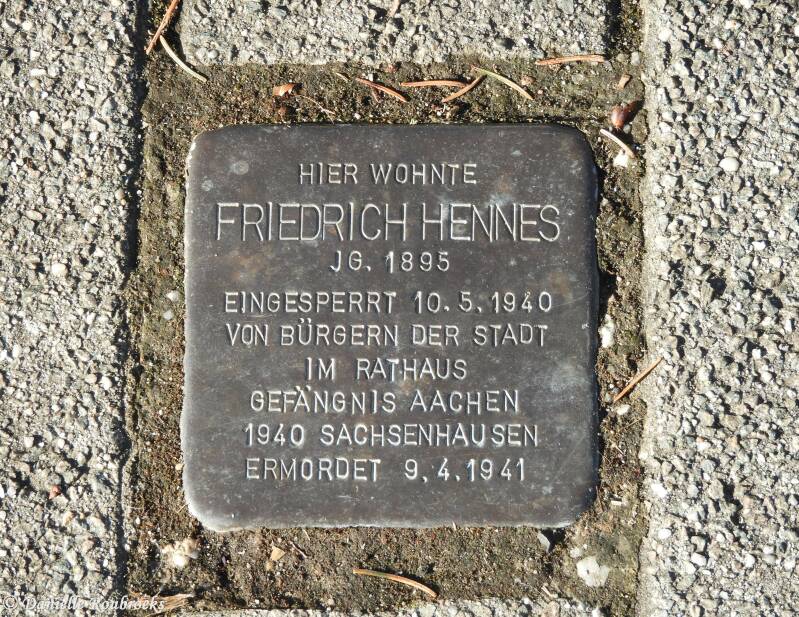 HIER WOHNTE
FRIEDRICH HENNES
JG. 1895
EINGESPERRT 10.5.1940
VON BÜRGERN DER STADT
IM RATHAUS
GEFÄNGNIS AACHEN
1940 SACHSENHAUSEN
ERMORDET 9.4.1941
©Danielle Roubroeks